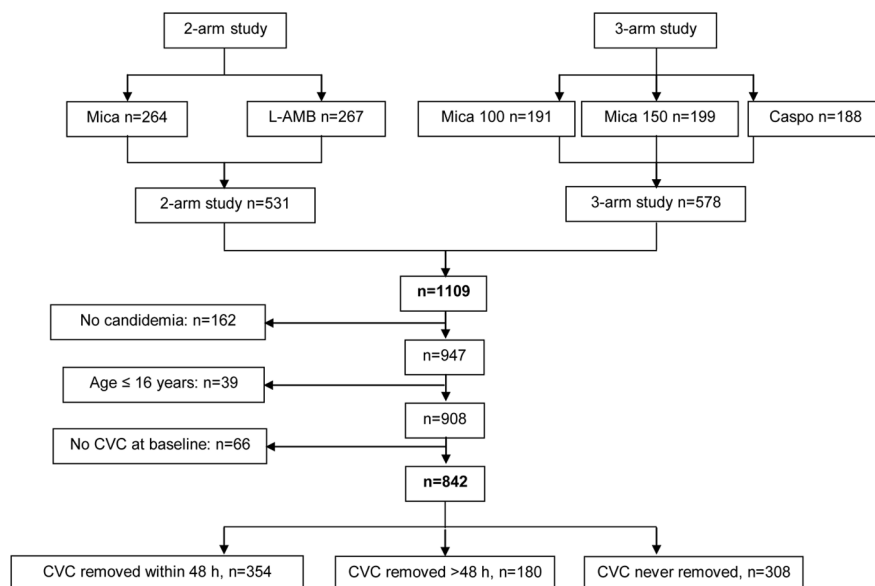 2-arm study
3-arm study
Mica n=264
L-AMB n=267
Mica 100 n=191
Mica 150 n=199
Caspo n=188
2-arm study n=531
3-arm study n=578
n=1109
No candidemia: n=162
n=947
Age ≤ 16 years: n=39
n=908
No CVC at baseline: n=66
n=842
CVC removed within 48 h, n=354
CVC removed >48 h, n=180
CVC never removed, n=308